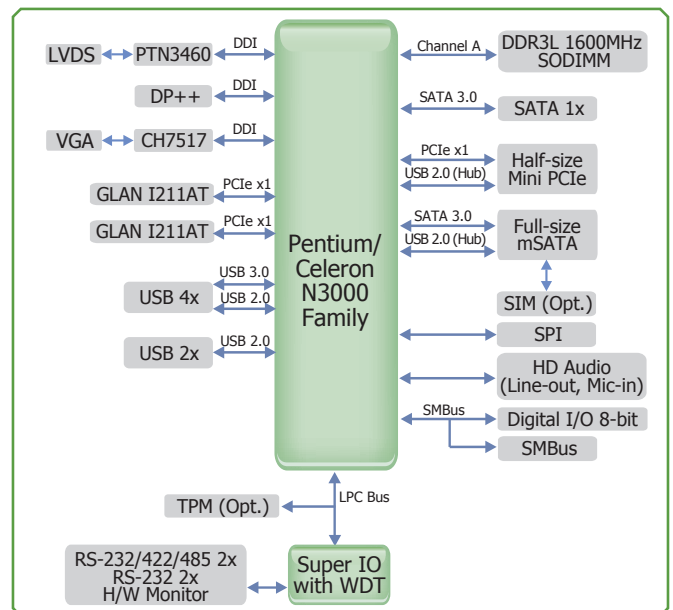 LVDS
PTN3460
DDI
DP++
DDI
VGA
CH7517
DDI
GLAN I211AT
PCIe x1
GLAN I211AT
PCIe x1
USB 4x
USB 3.0
USB 2.0
USB 2x
USB 2.0
Pentium/
Celeron
N3000
Family
Channel A
DDR3L 1600MHz
SODIMM
SATA 3.0
SATA 1x
PCIe x1
USB 2.0 (Hub)
Half-size
Mini PCIe
SATA 3.0
USB 2.0 (Hub)
Full-size
mSATA
SIM (Opt.)
SPI
HD Audio
(Line-out, Mic-in)
SMBus
Digital I/O 8-bit
SMBus
LPC Bus
TPM (Opt.)
RS-232/422/485 2x
RS-232 2x
H/W Monitor
Super IO
with WDT